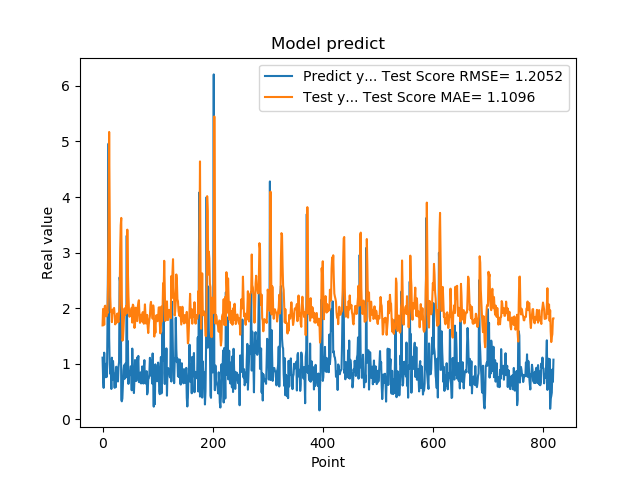 Model predict
Predict y... Test Score RMSE= 1.2052
Test y... Test Score MAE= 1.1096
Real value
6
5
4
3
2
1
0
0 200 400 600 800
Point